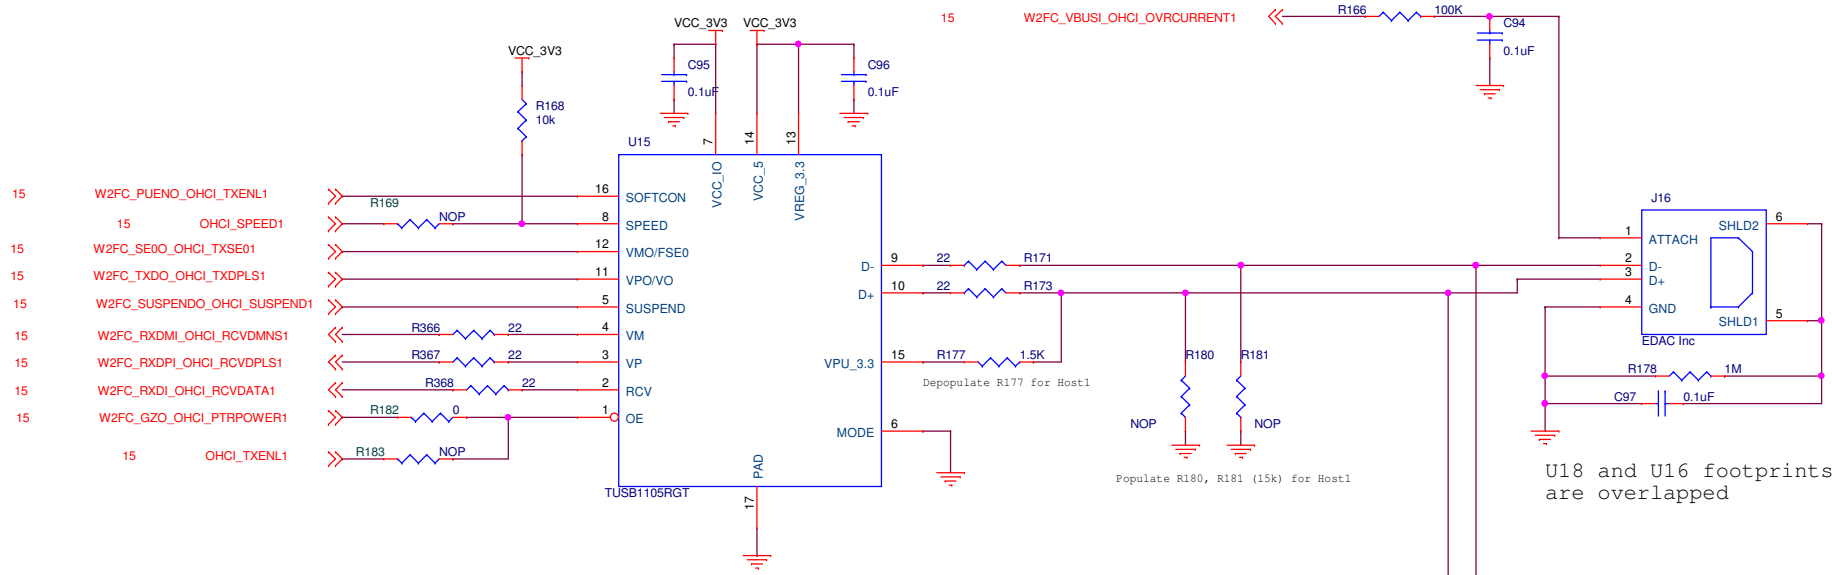 VCC_3V3 VCC_3V3
15 W2FC_VBUSI_OHCI_OVRCURRENT1 R166 100K
C94
0.1uF
VCC_3V3
C95
0.1uF
C96
0.1uF
R168
10k
U15
7 14 13
VCC_IO VCC_5 VREG_3.3
15 W2FC_PUENO_OHCI_TXENL1 16 SOFTCON
15 OHCI_SPEED1 R169 NOP 8 SPEED
15 W2FC_SE0O_OHCI_TXSE01 12 VMO/FSE0
15 W2FC_TXDO_OHCI_TXDPLS1 11 VPO/VO
15 W2FC_SUSPENDO_OHCI_SUSPEND1 5 SUSPEND
15 W2FC_RXDMI_OHCI_RCVDMNS1 R366 22 4 VM
15 W2FC_RXDPI_OHCI_RCVDPLS1 R367 22 3 VP
15 W2FC_RXDI_OHCI_RCVDATA1 R368 22 2 RCV
15 W2FC_GZO_OHCI_PTRPOWER1 R182 0 1 OE
15 OHCI_TXENL1 R183 NOP
D- 9 22 R171
D+ 10 22 R173
VPU_3.3 15 R177 1.5K
Depopulate R177 for Host1
MODE 6
PAD
17
TUSB1105RGT
R180 R181
NOP NOP
Populate R180, R181 (15k) for Host1
J16
1 ATTACH
2 D-
3 D+
4 GND
SHLD2 6
SHLD1 5
EDAC Inc
R178 1M
C97 0.1uF
U18 and U16 footprints
are overlapped